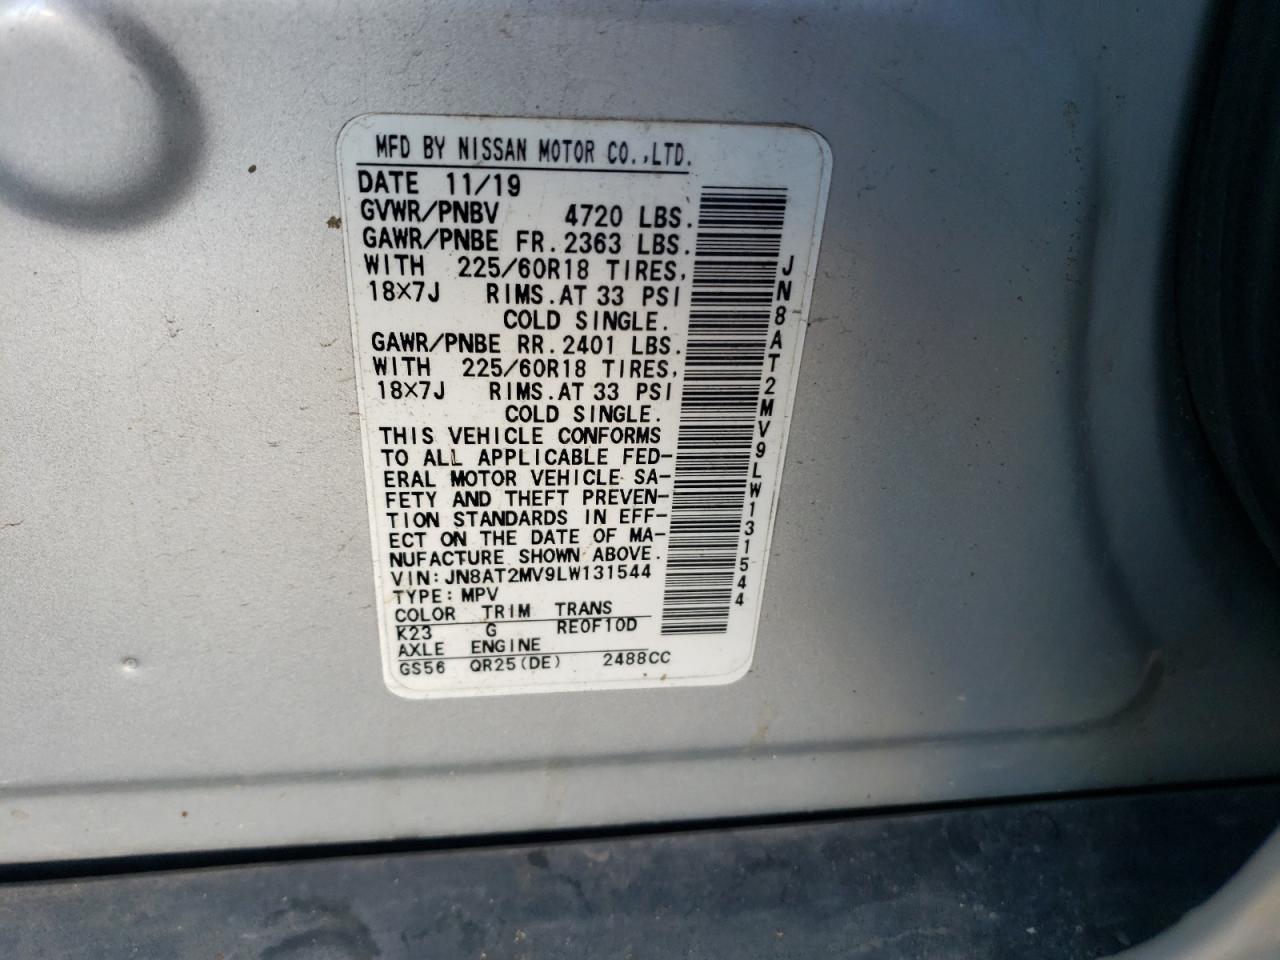 MFD BY NISSAN MOTOR CO.,LTD.
DATE 11/19
GVWR/PNBV 4720 LBS.
GAWR/PNBE FR. 2363 LBS.
WITH 225/60R18 TIRES,
18×7J RIMS. AT 33 PSI
COLD SINGLE.
GAWR/PNBE RR. 2401 LBS.
WITH 225/60R18 TIRES,
18×7J RIMS. AT 33 PSI
COLD SINGLE.
THIS VEHICLE CONFORMS
TO ALL APPLICABLE FED-
ERAL MOTOR VEHICLE SA-
FETY AND THEFT PREVEN-
TION STANDARDS IN EFF-
ECT ON THE DATE OF MA-
NUFACTURE SHOWN ABOVE.
VIN: JN8AT2MV9LW131544
TYPE: MPV
COLOR TRIM TRANS
K23 G RE0F10D
AXLE ENGINE
GS56 QR25(DE) 2488CC
JN8AT2MV9LW131544